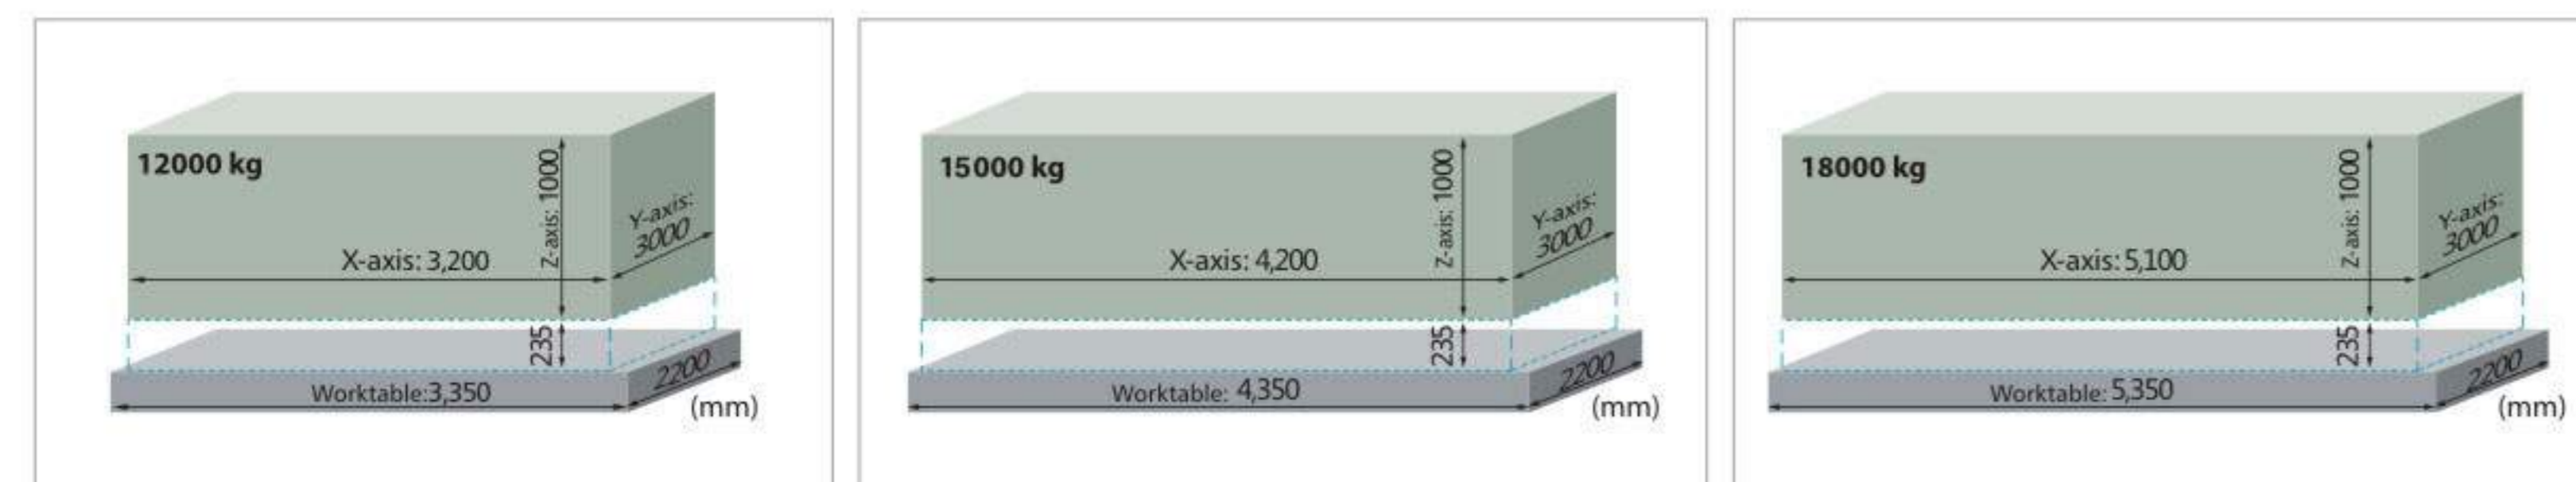 12000 kg
Z-axis: 1000
Y-axis:
3000
X-axis: 3,200
235
2200
Worktable:3,350
(mm)
15000 kg
Z-axis: 1000
Y-axis:
3000
X-axis: 4,200
235
2200
Worktable: 4,350
(mm)
18000 kg
Z-axis: 1000
Y-axis:
3000
X-axis: 5,100
235
2200
Worktable: 5,350
(mm)